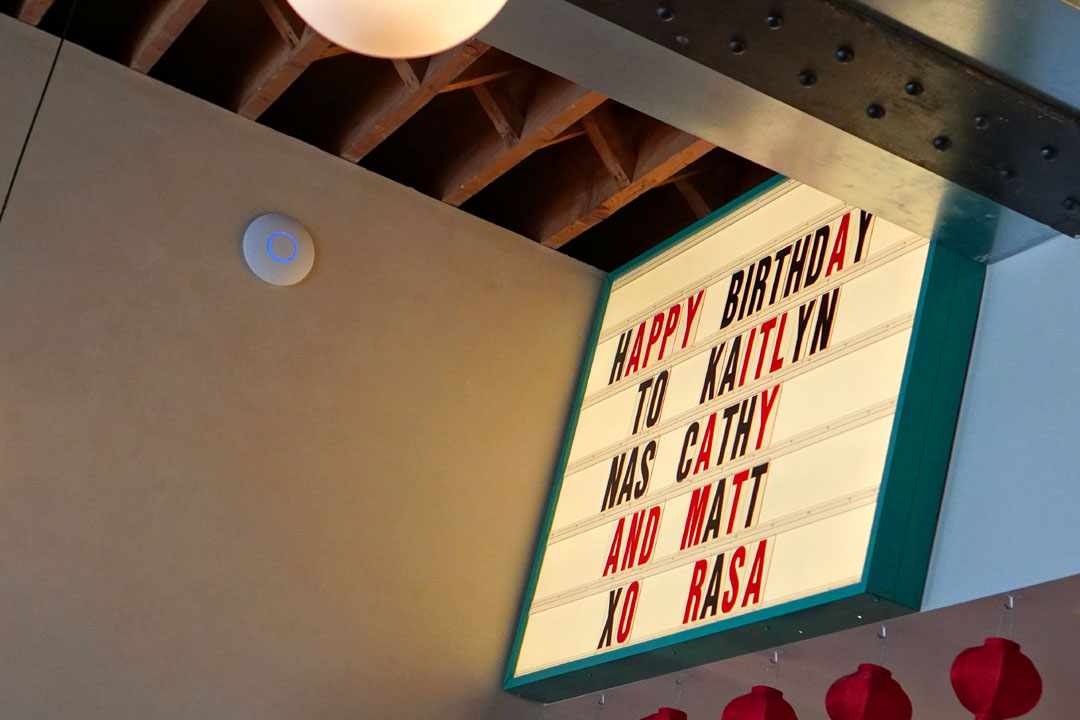 HAPPY BIRTHDAY
TO KAITLYN
NAS CATHY
AND MATT
XO RASA